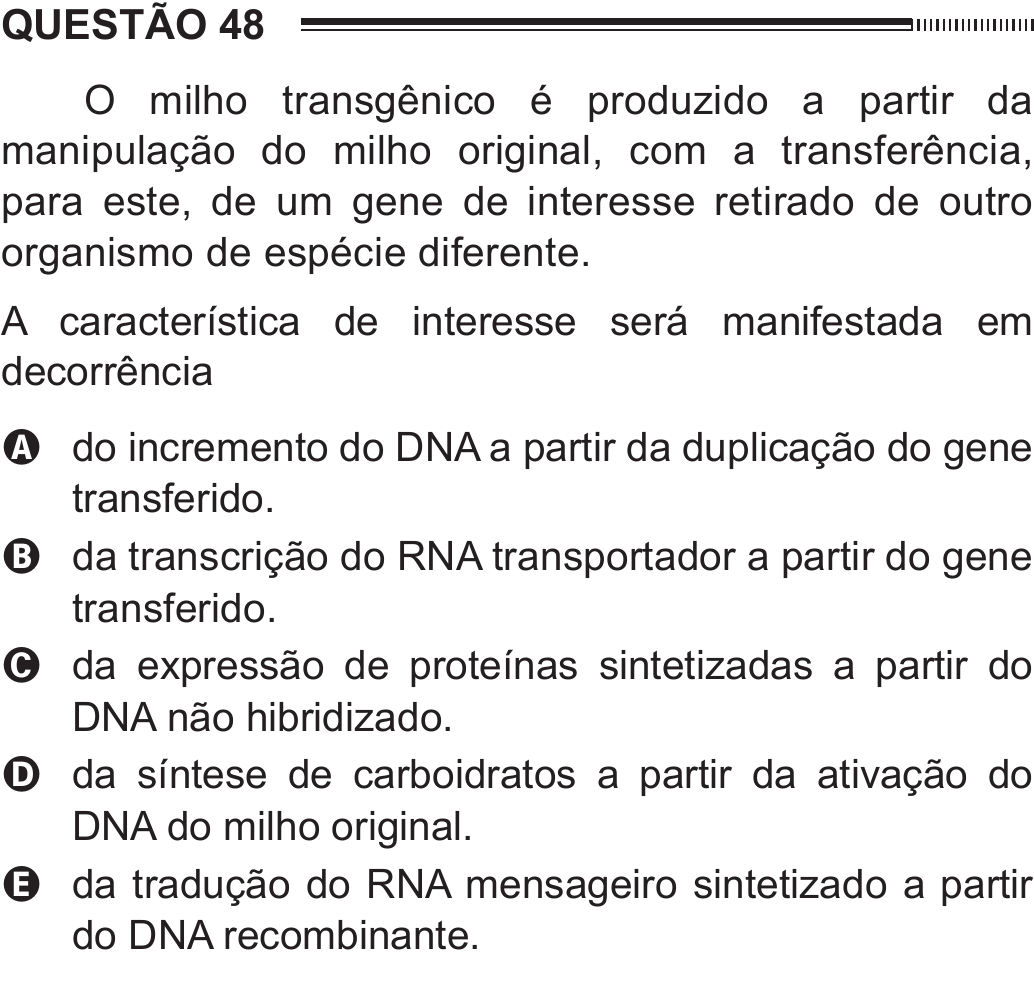 QUESTÃO 48
O milho transgênico é produzido a partir da
manipulação do milho original, com a transferência,
para este, de um gene de interesse retirado de outro
organismo de espécie diferente.
A característica de interesse será manifestada em
decorrência
A do incremento do DNA a partir da duplicação do gene
transferido.
B da transcrição do RNA transportador a partir do gene
transferido.
C da expressão de proteínas sintetizadas a partir do
DNA não hibridizado.
D da síntese de carboidratos a partir da ativação do
DNA do milho original.
E da tradução do RNA mensageiro sintetizado a partir
do DNA recombinante.